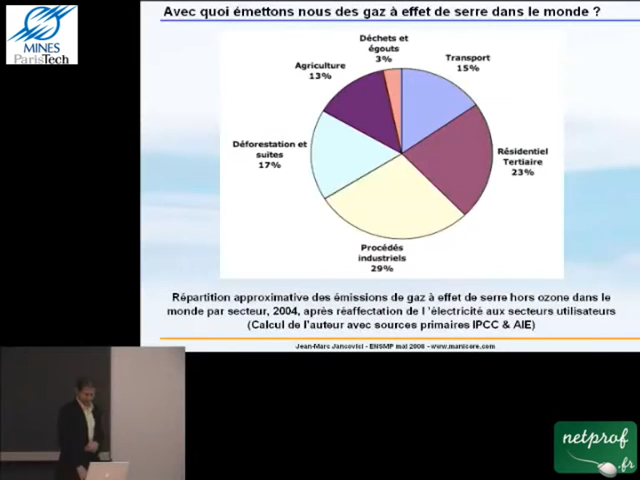 Avec quoi émettons nous des gaz à effet de serre dans le monde ?
MINES
ParisTech
Déchets et
égouts
3%
Transport
15%
Agriculture
13%
Déforestation et
suites
17%
Résidentiel
Tertiaire
23%
Procédés
industriels
29%
Répartition approximative des émissions de gaz à effet de serre hors ozone dans le
monde par secteur, 2004, après réaffectation de l 'électricité aux secteurs utilisateurs
(Calcul de l'auteur avec sources primaires IPCC & AIE)
Jean-Marc Jancovici - ENSMP mai 2008 - www.manicore.com
netprof
.fr